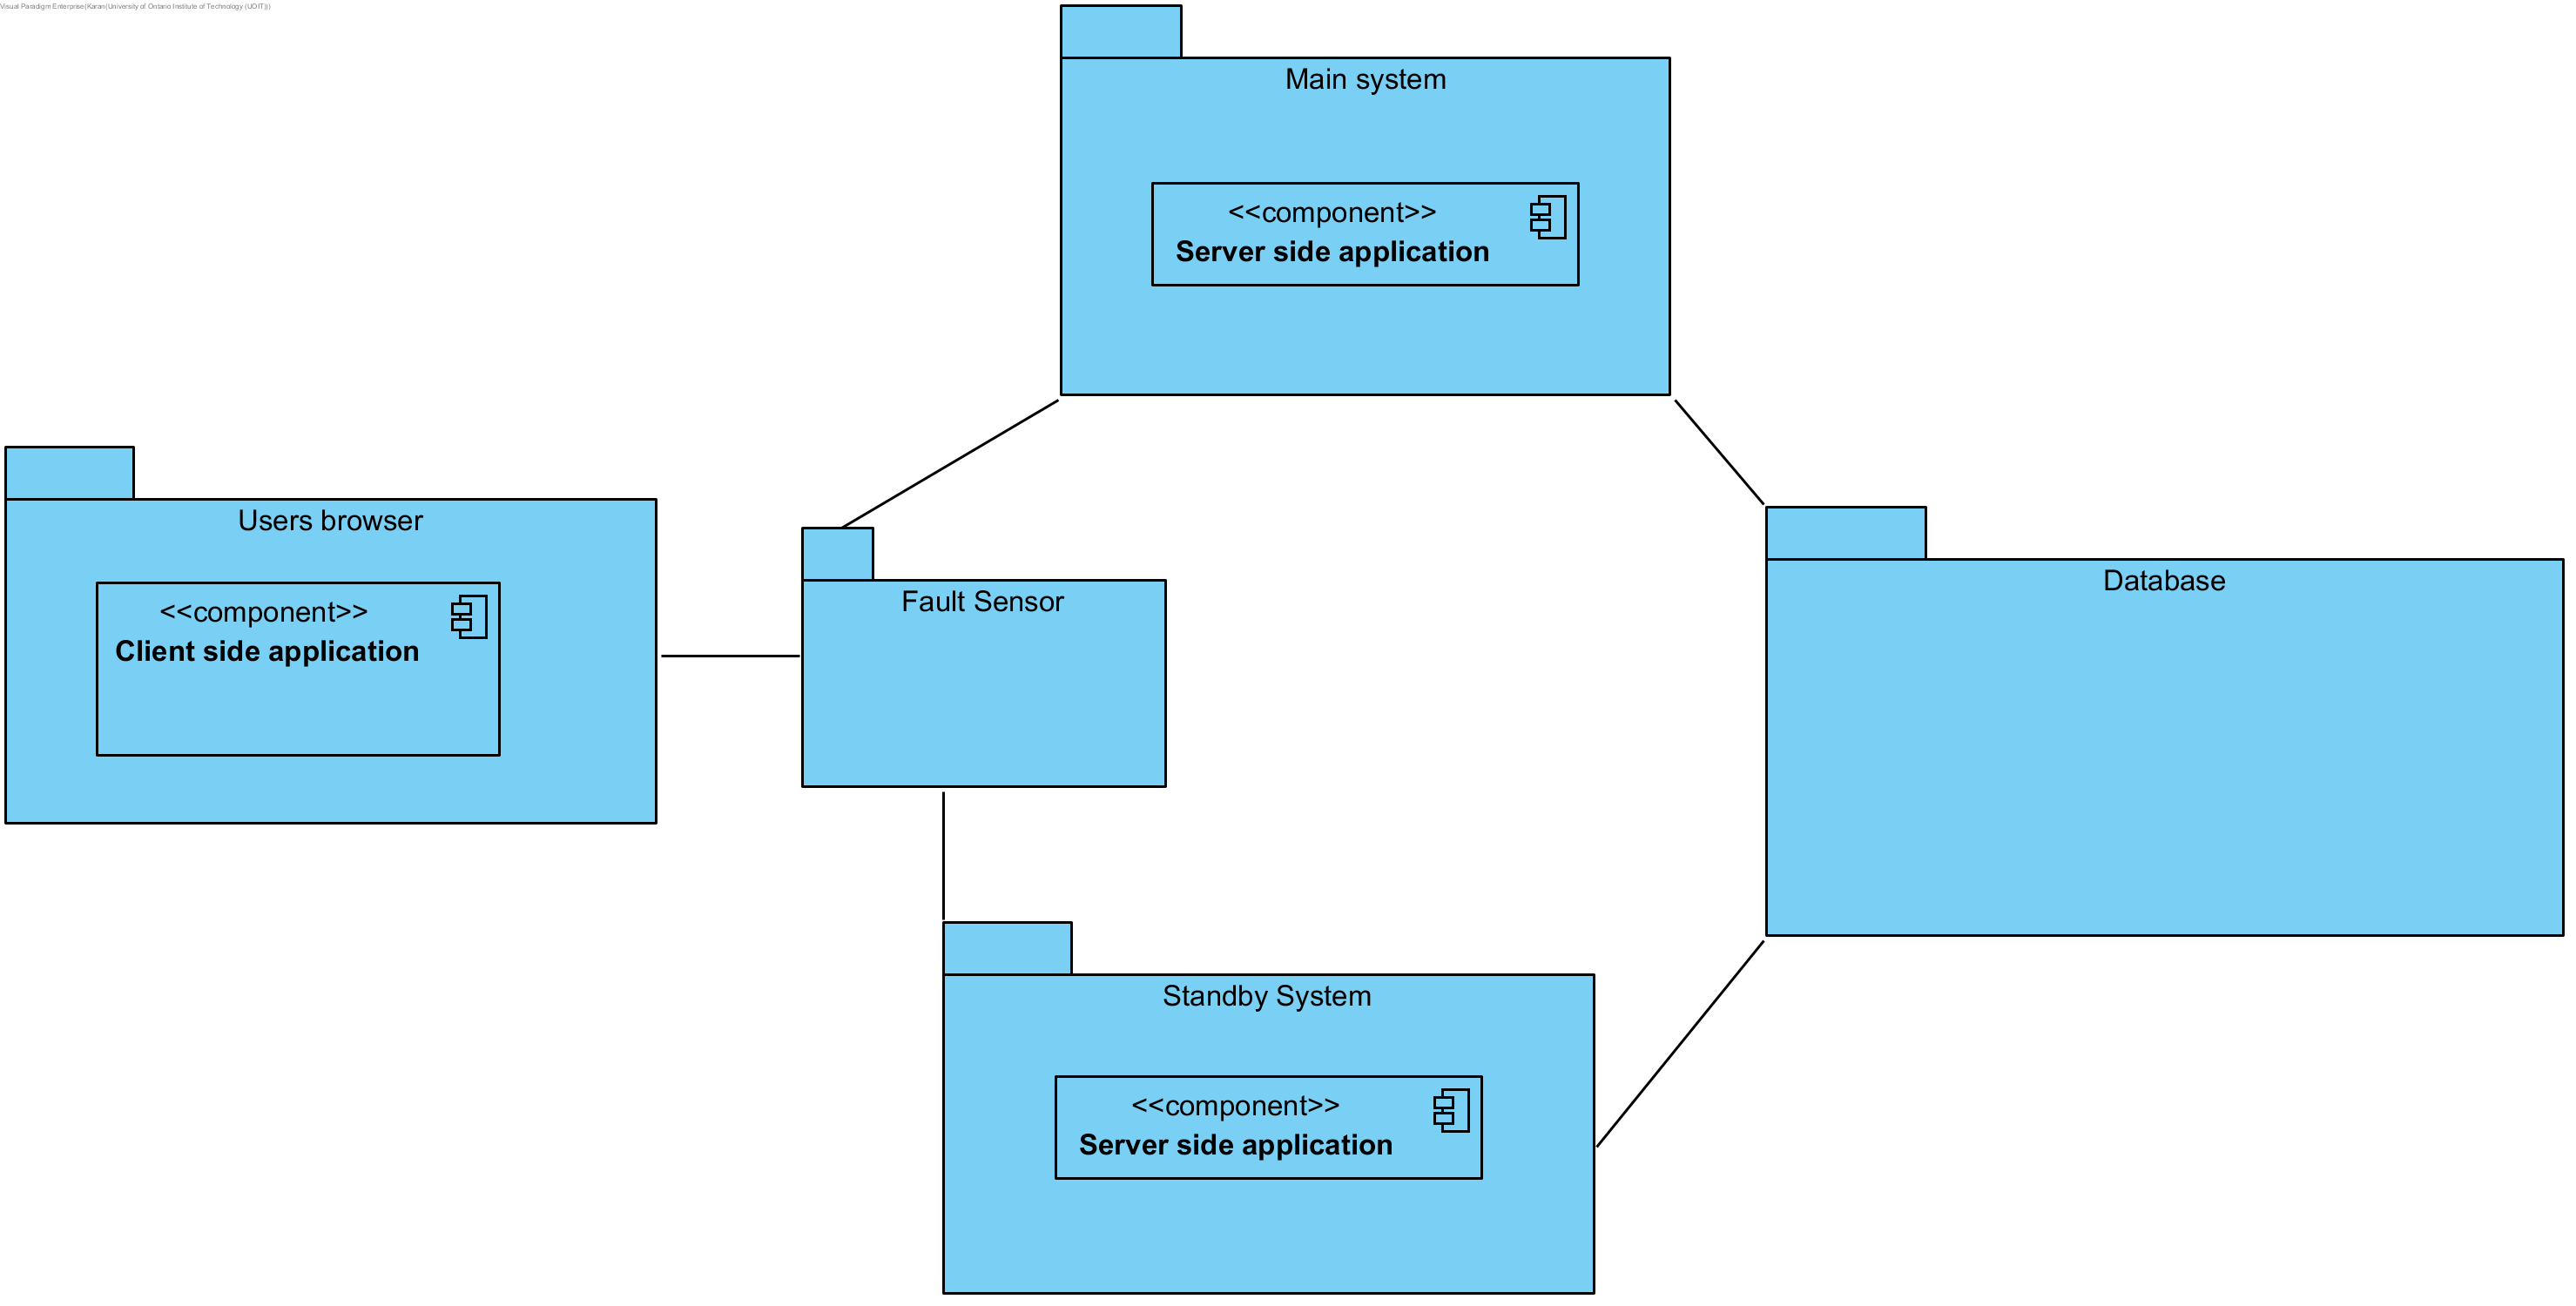 Visual Paradigm Enterprise(Karan(University of Ontario Institute of Technology (UOIT)))
Main system
<<component>>
Server side application
Users browser
<<component>>
Client side application
Fault Sensor
Database
Standby System
<<component>>
Server side application